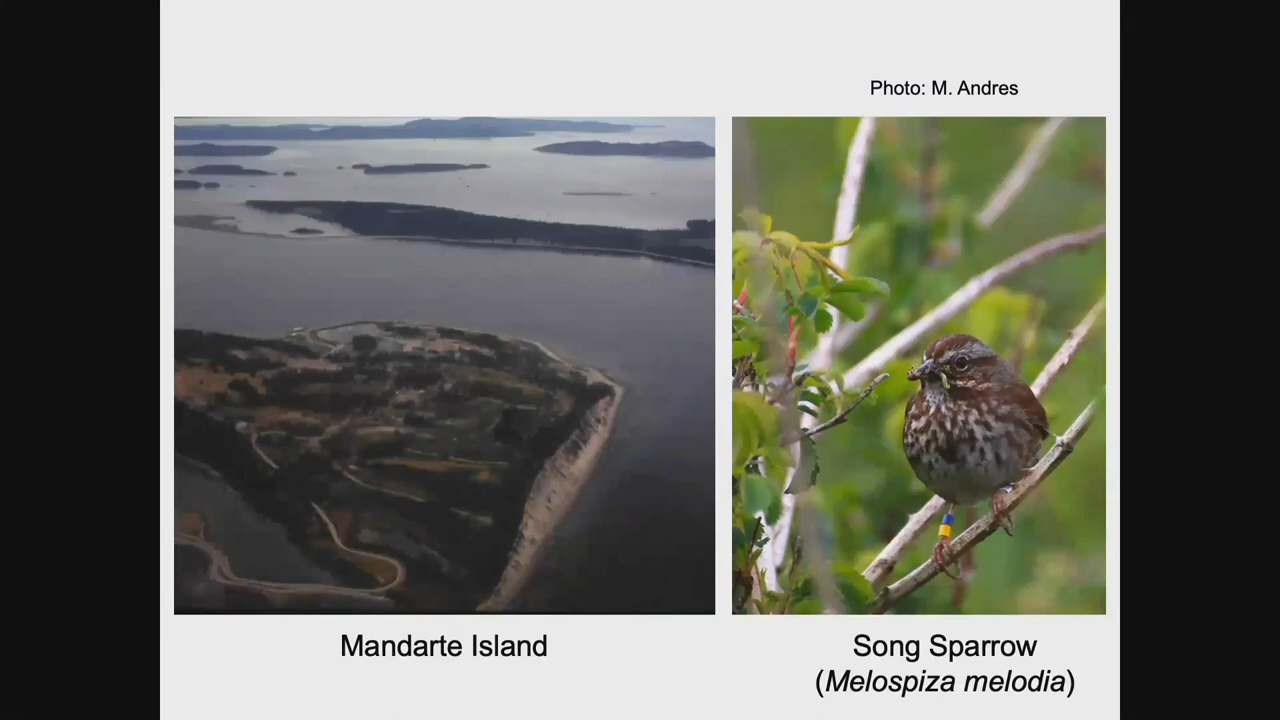 Photo: M. Andres
Mandarte Island
Song Sparrow
(Melospiza melodia)